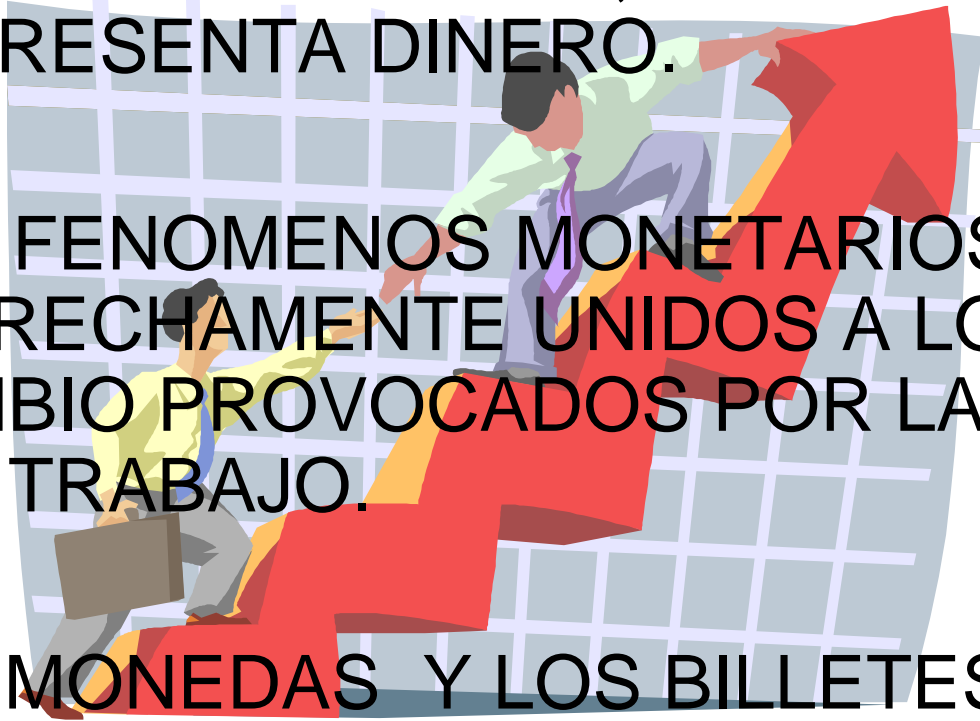 RESENTA DINERO.
FENOMENOS MONETARIOS
RECHAMENTE UNIDOS A LO
BIO PROVOCADOS POR LA
TRABAJO.
MONEDAS Y LOS BILLETES